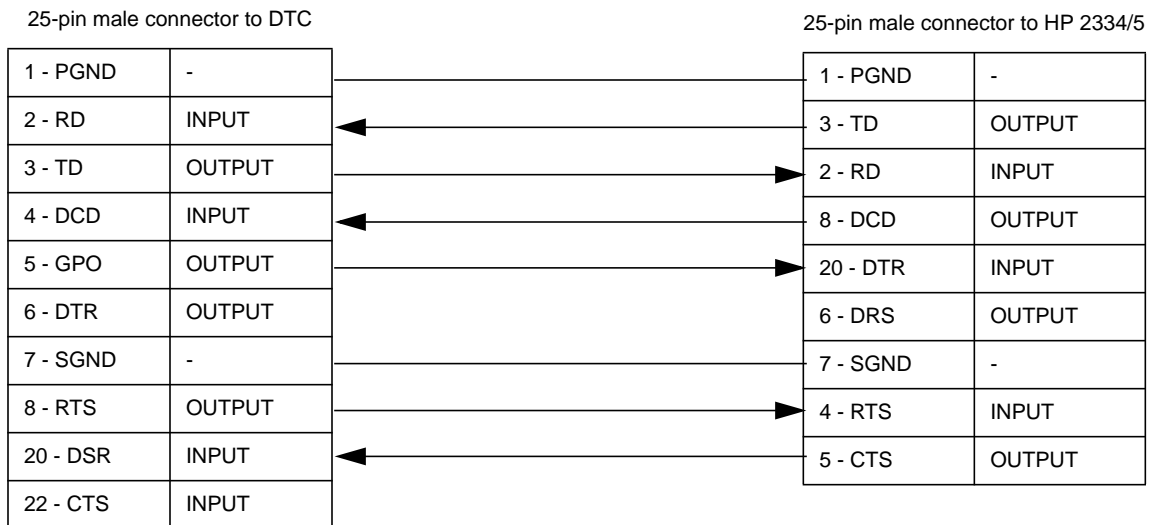 25-pin male connector to DTC
1 - PGND -
2 - RD INPUT
3 - TD OUTPUT
4 - DCD INPUT
5 - GPO OUTPUT
6 - DTR OUTPUT
7 - SGND -
8 - RTS OUTPUT
20 - DSR INPUT
22 - CTS INPUT
25-pin male connector to HP 2334/5
1 - PGND -
3 - TD OUTPUT
2 - RD INPUT
8 - DCD OUTPUT
20 - DTR INPUT
6 - DRS OUTPUT
7 - SGND -
4 - RTS INPUT
5 - CTS OUTPUT